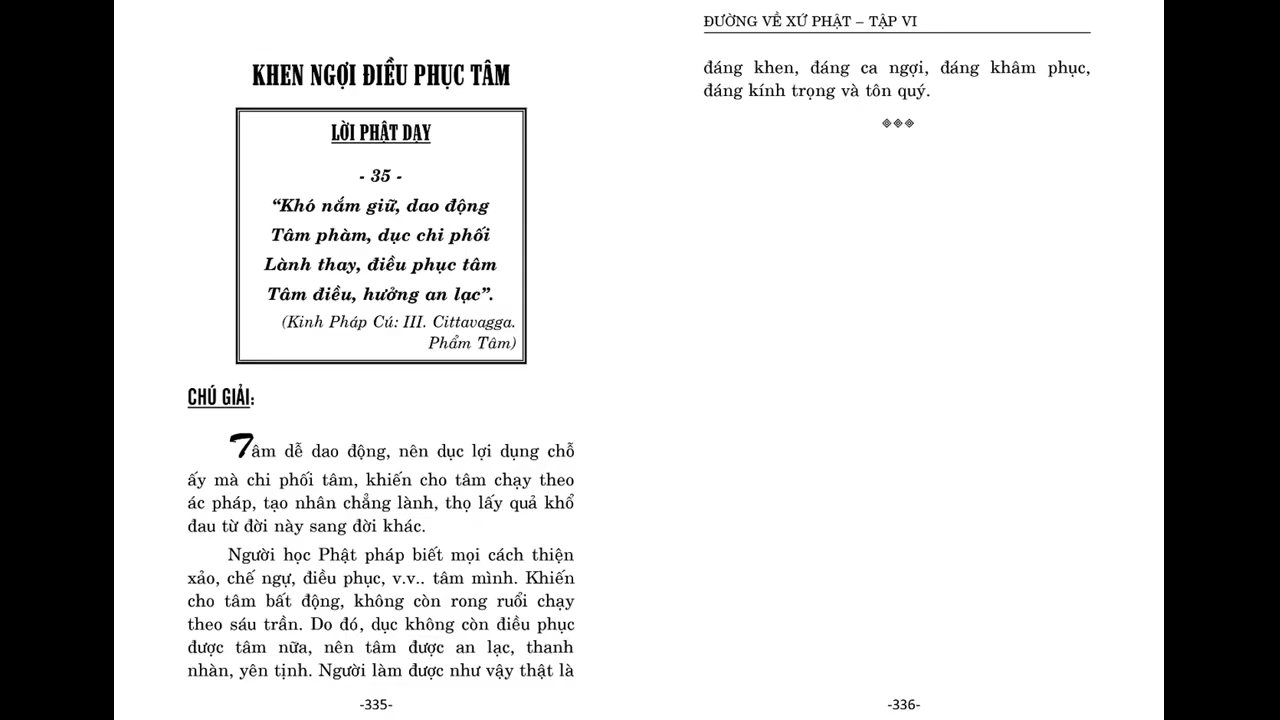 KHEN NGỢI ĐIỀU PHỤC TÂM
LỜI PHẬT DẠY
- 35 -
“Khó nắm giữ, dao động
Tâm phàm, dục chi phối
Lành thay, điều phục tâm
Tâm điều, hưởng an lạc”.
(Kinh Pháp Cú: III. Cittavagga.
Phẩm Tâm)
CHÚ GIẢI:
Tâm dễ dao động, nên dục lợi dụng chỗ
ấy mà chi phối tâm, khiến cho tâm chạy theo
ác pháp, tạo nhân chẳng lành, thọ lấy quả khổ
đau từ đời này sang đời khác.
Người học Phật pháp biết mọi cách thiện
xảo, chế ngự, điều phục, v.v.. tâm mình. Khiến
cho tâm bất động, không còn rong ruổi chạy
theo sáu trần. Do đó, dục không còn điều phục
được tâm nữa, nên tâm được an lạc, thanh
nhàn, yên tịnh. Người làm được như vậy thật là
-335-
ĐƯỜNG VỀ XỨ PHẬT – TẬP VI
đáng khen, đáng ca ngợi, đáng khâm phục,
đáng kính trọng và tôn quý.
-336-